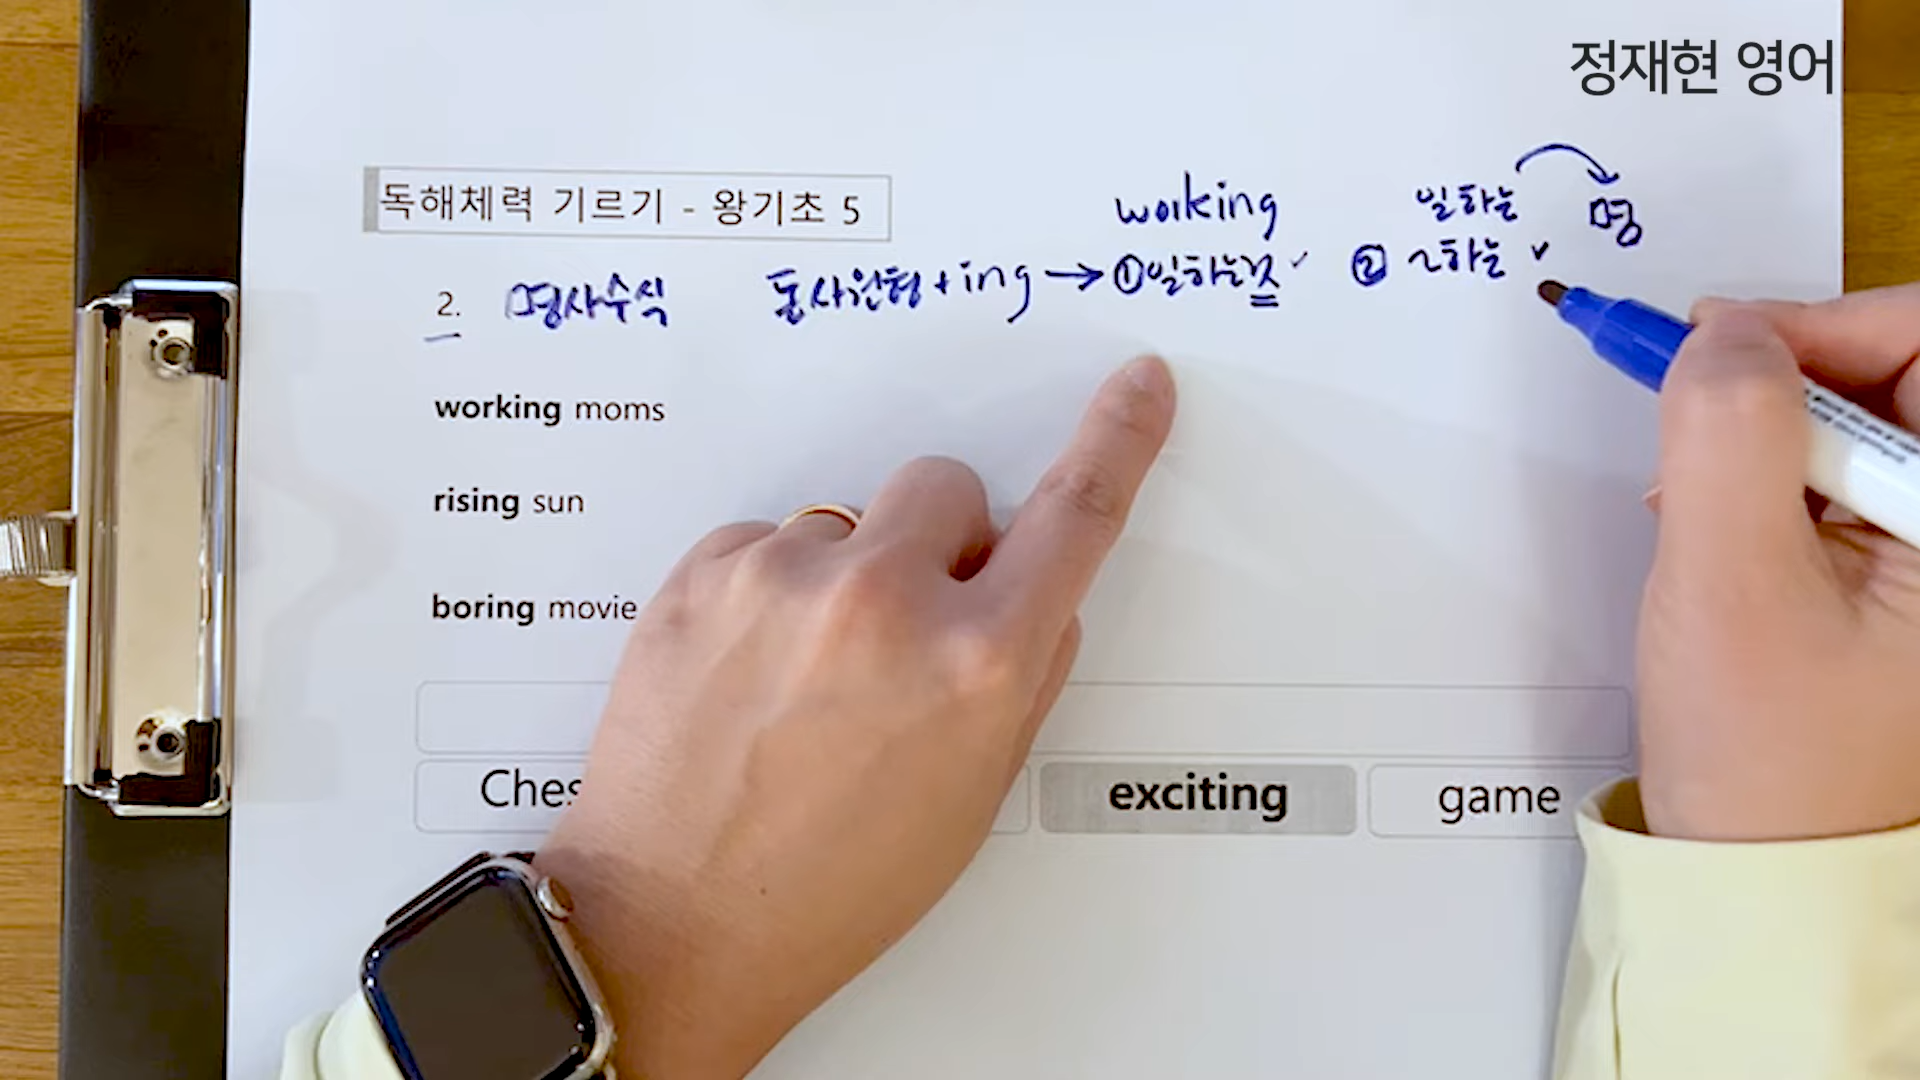 정재현 영어
독해체력 기르기 - 왕기초 5
working
일하는 명
2. 명사수식 동사원형 + ing → ①일하는것 ✓ ② ~하는 ✓
working moms
rising sun
boring movie
Ches
exciting
game